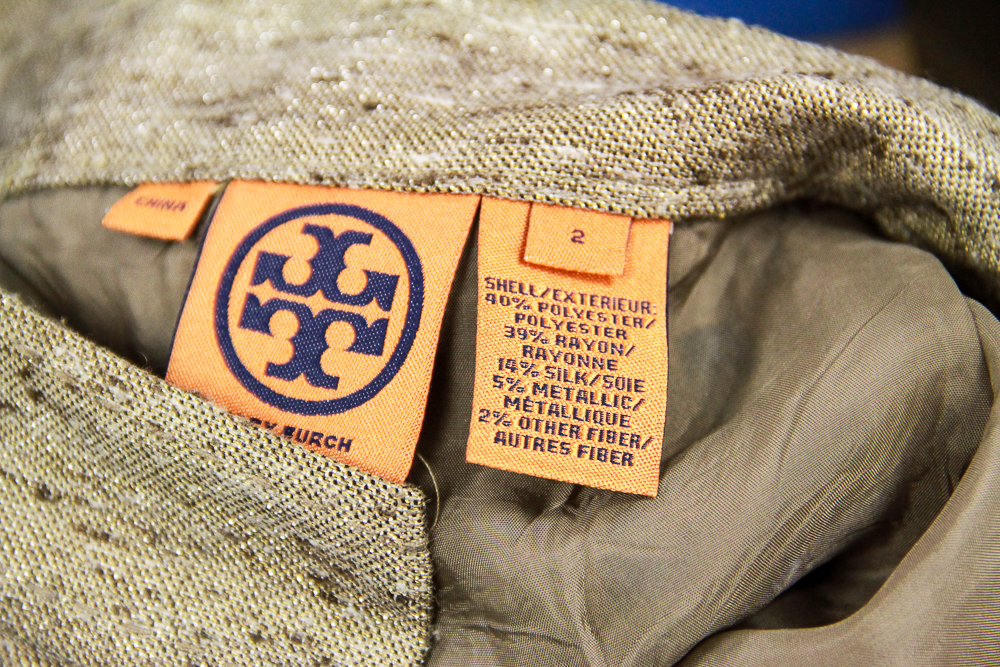 CHINA
BURCH
2
SHELL/EXTERIEUR:
40% POLYESTER/
POLYESTER
39% RAYON/
RAYONNE
14% SILK/SOIE
5% METALLIC/
MÉTALLIQUE
2% OTHER FIBER/
AUTRES FIBER